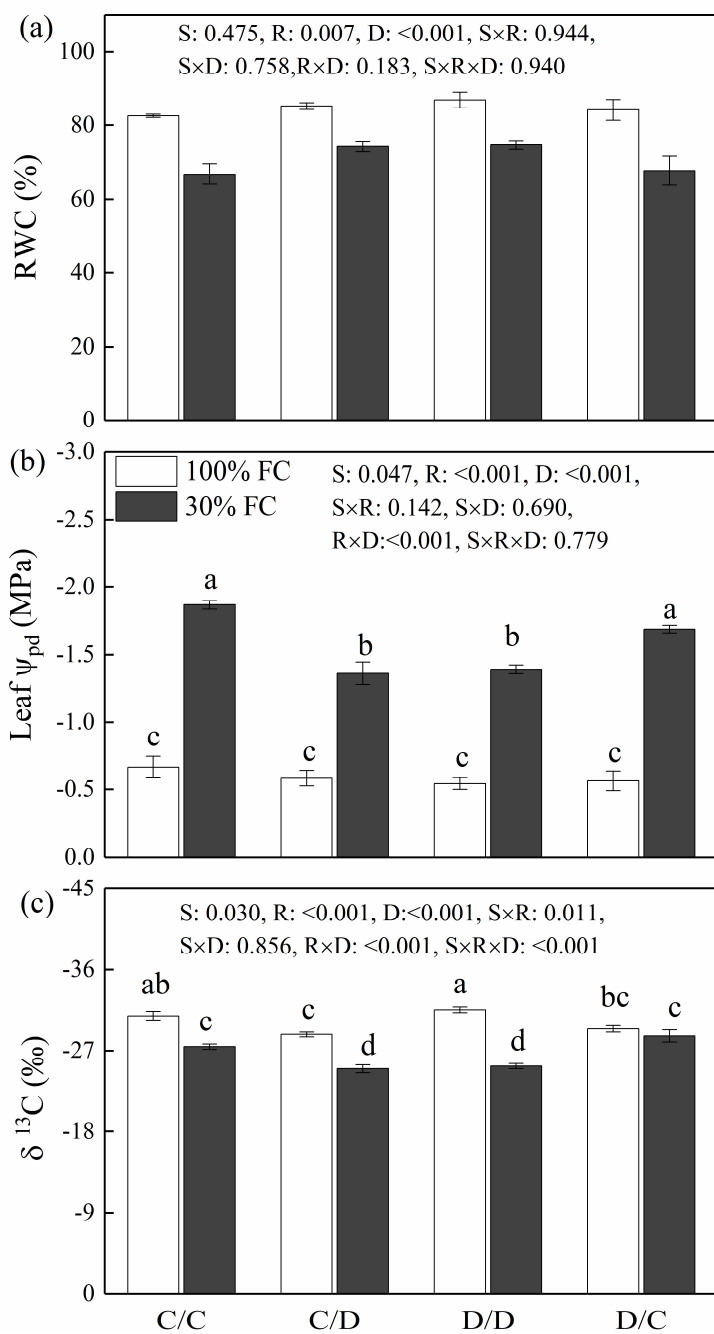 (a)
S: 0.475, R: 0.007, D: <0.001, S×R: 0.944,
S×D: 0.758,R×D: 0.183, S×R×D: 0.940
100
80
60
40
20
0
RWC (%)
(b)
100% FC
30% FC
S: 0.047, R: <0.001, D: <0.001,
S×R: 0.142, S×D: 0.690,
R×D:<0.001, S×R×D: 0.779
-3.0
-2.5
-2.0
-1.5
-1.0
-0.5
0.0
Leaf ψpd (MPa)
a
b
b
a
c
c
c
c
(c)
S: 0.030, R: <0.001, D:<0.001, S×R: 0.011,
S×D: 0.856, R×D: <0.001, S×R×D: <0.001
-45
-36
-27
-18
-9
0
δ ¹³C (‰)
ab
c
c
d
a
d
bc
c
C/C
C/D
D/D
D/C